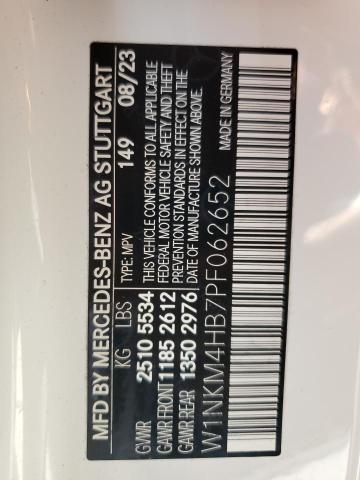 MFD BY MERCEDES-BENZ AG STUTTGART
KG LBS TYPE: MPV 149 08/23
GVWR 2510 5534 THIS VEHICLE CONFORMS TO ALL APPLICABLE
GAWR FRONT 1185 2612 FEDERAL MOTOR VEHICLE SAFETY AND THEFT
GAWR REAR 1350 2976 PREVENTION STANDARDS IN EFFECT ON THE
DATE OF MANUFACTURE SHOWN ABOVE.
W1NKM4HB7PF062652 MADE IN GERMANY